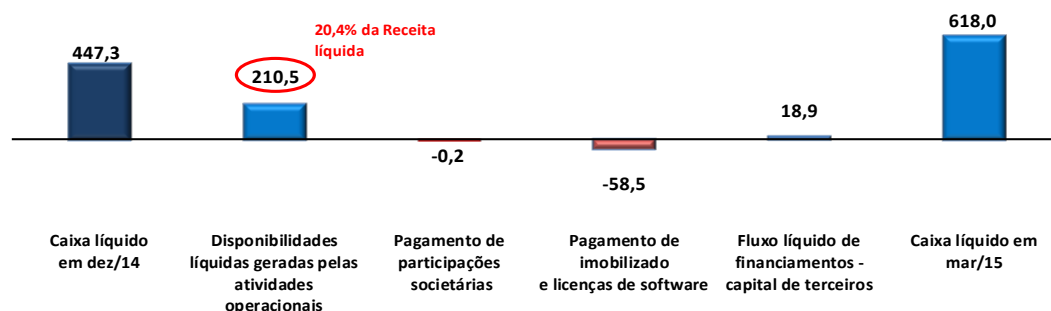 20,4% da Receita
líquida
447,3
210,5
-0,2
-58,5
18,9
618,0
Caixa líquido
em dez/14
Disponibilidades
líquidas geradas pelas
atividades
operacionais
Pagamento de
participações
societárias
Pagamento de
imobilizado
e licenças de software
Fluxo líquido de
financiamentos -
capital de terceiros
Caixa líquido em
mar/15